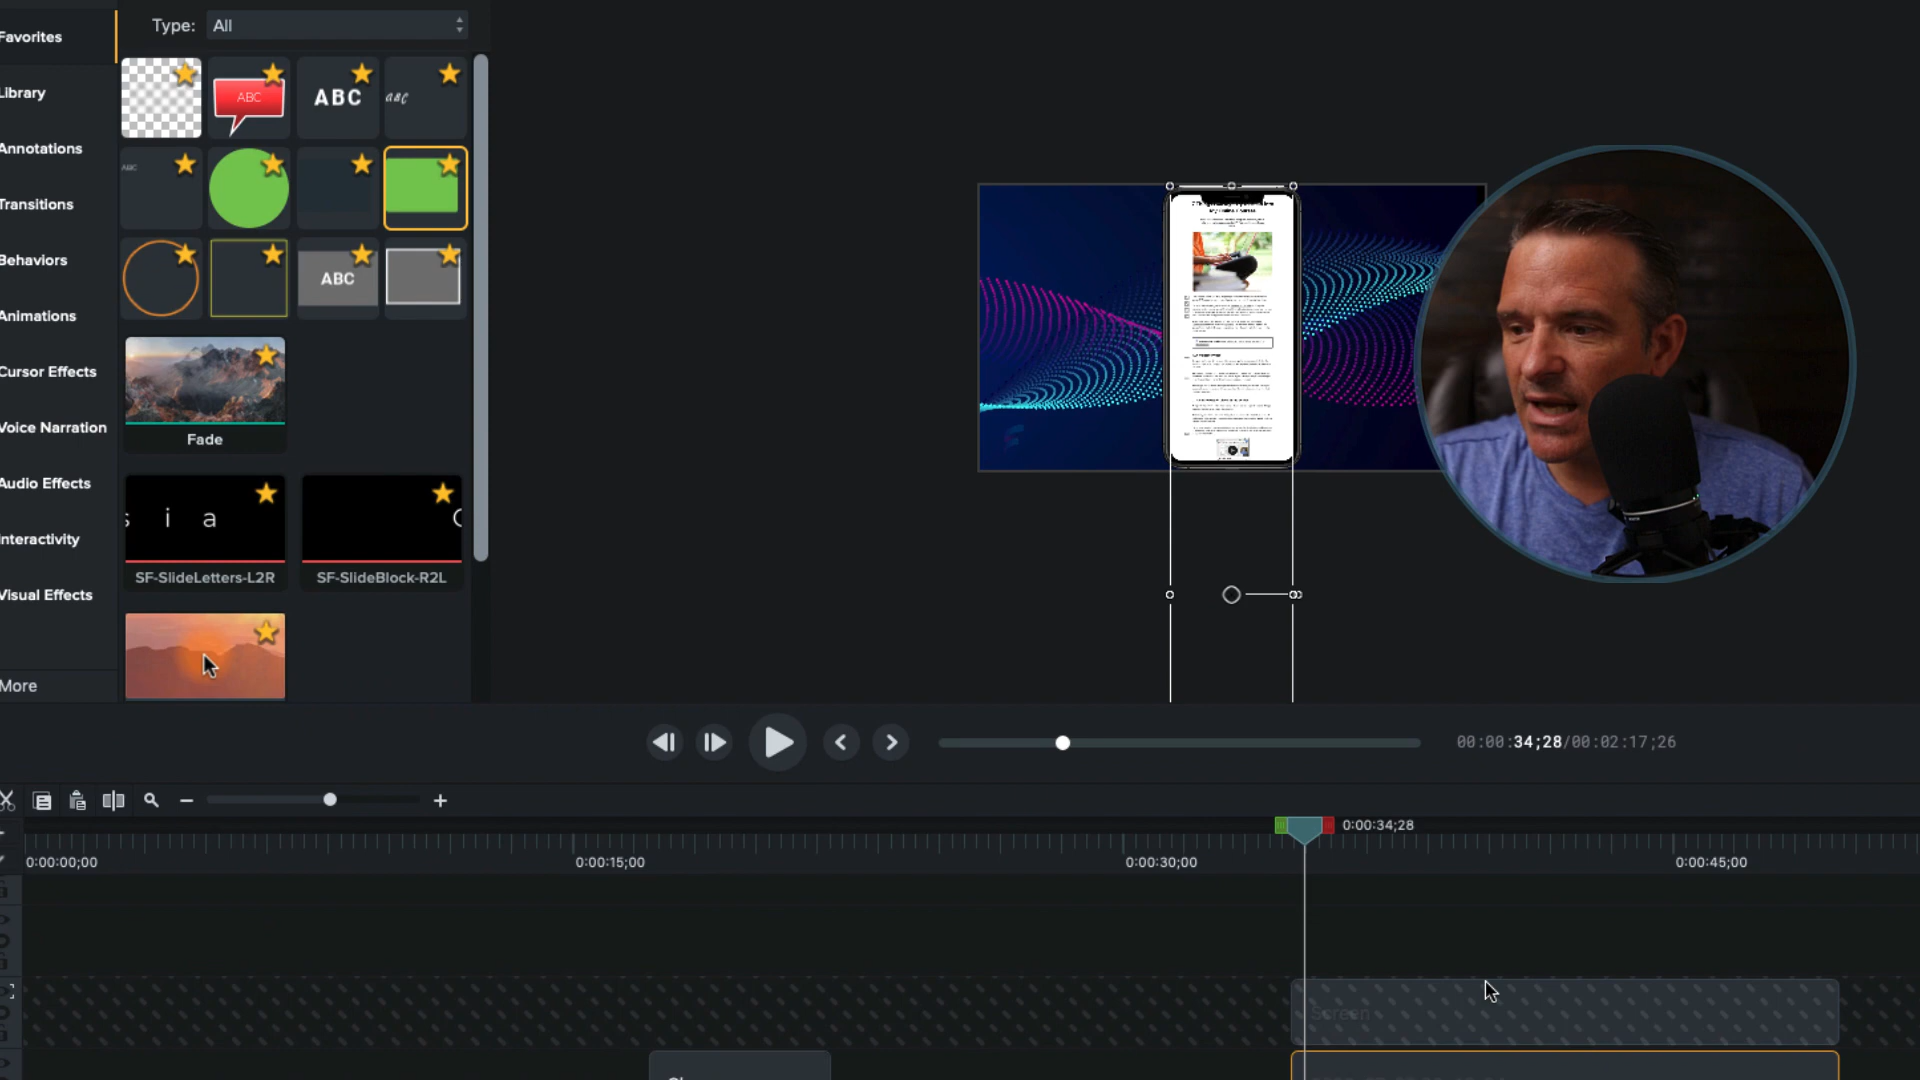 Favorites
Library
Annotations
Transitions
Behaviors
Animations
Cursor Effects
Voice Narration
Audio Effects
Interactivity
Visual Effects
More
Type: All
ABC
ABC
aBC
ABC
ABC
Fade
s i a
SF-SlideLetters-L2R
SF-SlideBlock-R2L
00:00:34;28/00:02:17;26
0:00:34;28
0:00:00;00
0:00:15;00
0:00:30;00
0:00:45;00
Screen